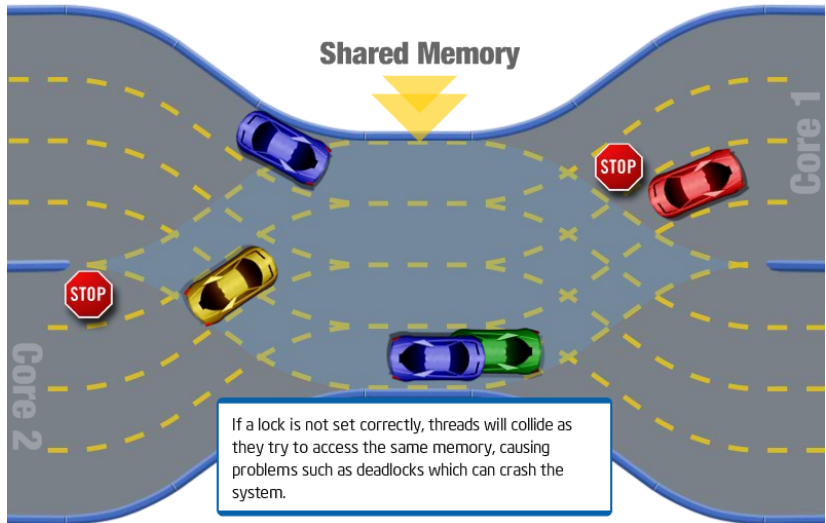 Shared Memory
Core 1
STOP
STOP
Core 2
If a lock is not set correctly, threads will collide as
they try to access the same memory, causing
problems such as deadlocks which can crash the
system.